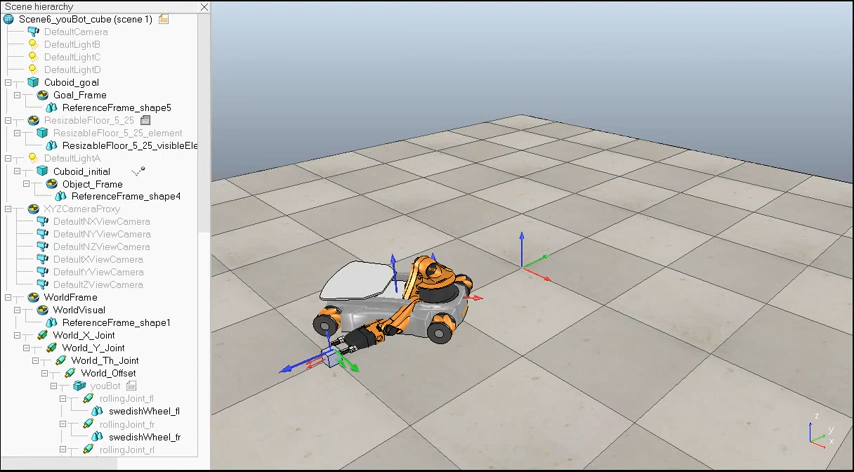 Scene hierarchy
Scene6_youBot_cube (scene 1)
DefaultCamera
DefaultLightB
DefaultLightC
DefaultLightD
Cuboid_goal
Goal_Frame
ReferenceFrame_shape5
ResizableFloor_5_25
ResizableFloor_5_25_element
ResizableFloor_5_25_visibleEle
DefaultLightA
Cuboid_initial
Object_Frame
ReferenceFrame_shape4
XYZCameraProxy
DefaultNXViewCamera
DefaultNYViewCamera
DefaultNZViewCamera
DefaultXViewCamera
DefaultYViewCamera
DefaultZViewCamera
WorldFrame
WorldVisual
ReferenceFrame_shape1
World_X_Joint
World_Y_Joint
World_Th_Joint
World_Offset
youBot
rollingJoint_fl
swedishWheel_fl
rollingJoint_fr
swedishWheel_fr
rollingJoint_rl
z
y
x